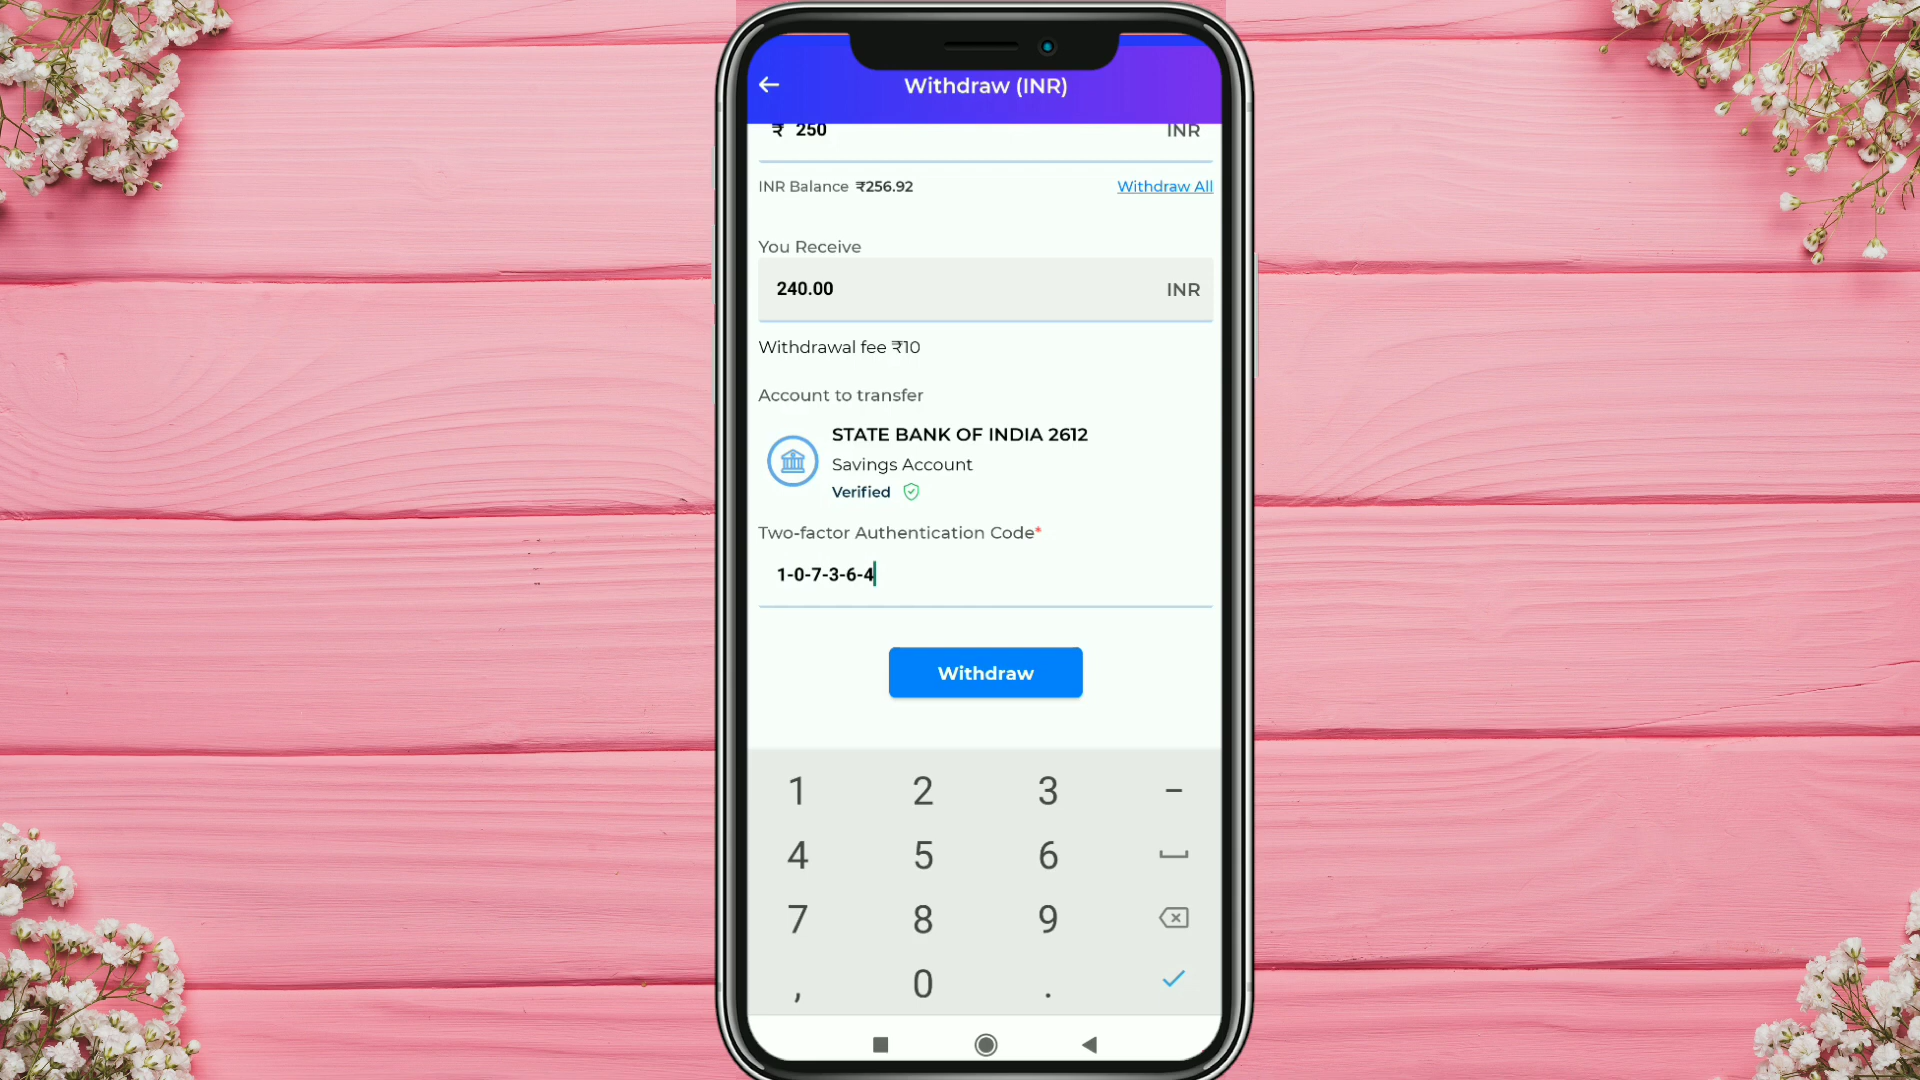 Withdraw (INR)
₹ 250 INR
INR Balance ₹256.92 Withdraw All
You Receive
240.00 INR
Withdrawal fee ₹10
Account to transfer
STATE BANK OF INDIA 2612
Savings Account
Verified
Two-factor Authentication Code*
1-0-7-3-6-4
Withdraw
1 2 3 -
4 5 6
7 8 9
, 0 .